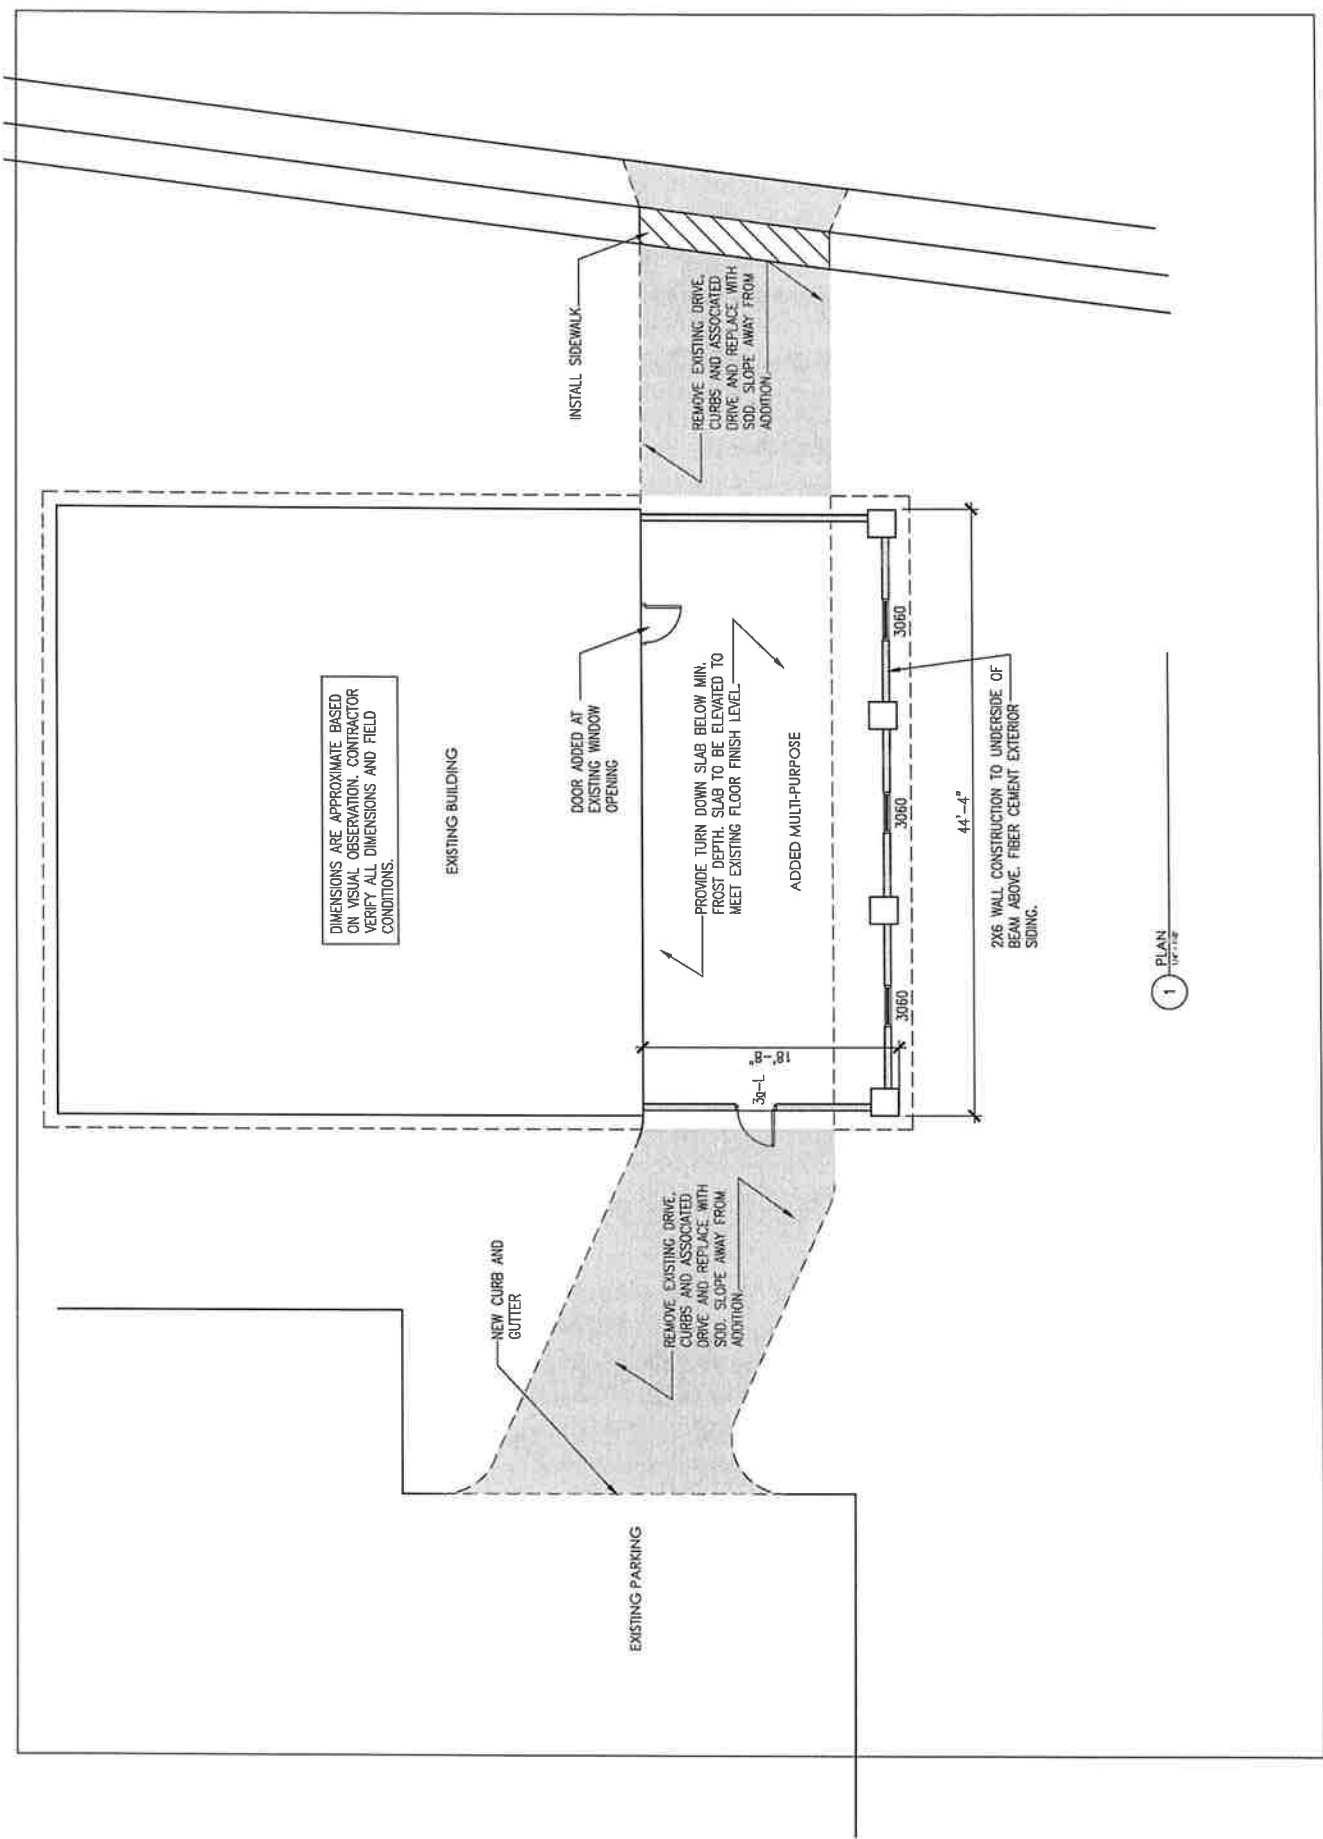 DIMENSIONS ARE APPROXIMATE BASED
ON VISUAL OBSERVATION. CONTRACTOR
VERIFY ALL DIMENSIONS AND FIELD
CONDITIONS.
EXISTING BUILDING
INSTALL SIDEWALK
DOOR ADDED AT
EXISTING WINDOW
OPENING
NEW CURB AND
GUTTER
EXISTING PARKING
REMOVE EXISTING DRIVE,
CURBS AND ASSOCIATED
DRIVE AND REPLACE WITH
SOD. SLOPE AWAY FROM
ADDITION
PROVIDE TURN DOWN SLAB BELOW MIN.
FROST DEPTH. SLAB TO BE ELEVATED TO
MEET EXISTING FLOOR FINISH LEVEL
REMOVE EXISTING DRIVE,
CURBS AND ASSOCIATED
DRIVE AND REPLACE WITH
SOD. SLOPE AWAY FROM
ADDITION
18'-8"
ADDED MULTI-PURPOSE
3060
3060
3060
44'-4"
2X6 WALL CONSTRUCTION TO UNDERSIDE OF
BEAM ABOVE. FIBER CEMENT EXTERIOR
SIDING.
1
PLAN